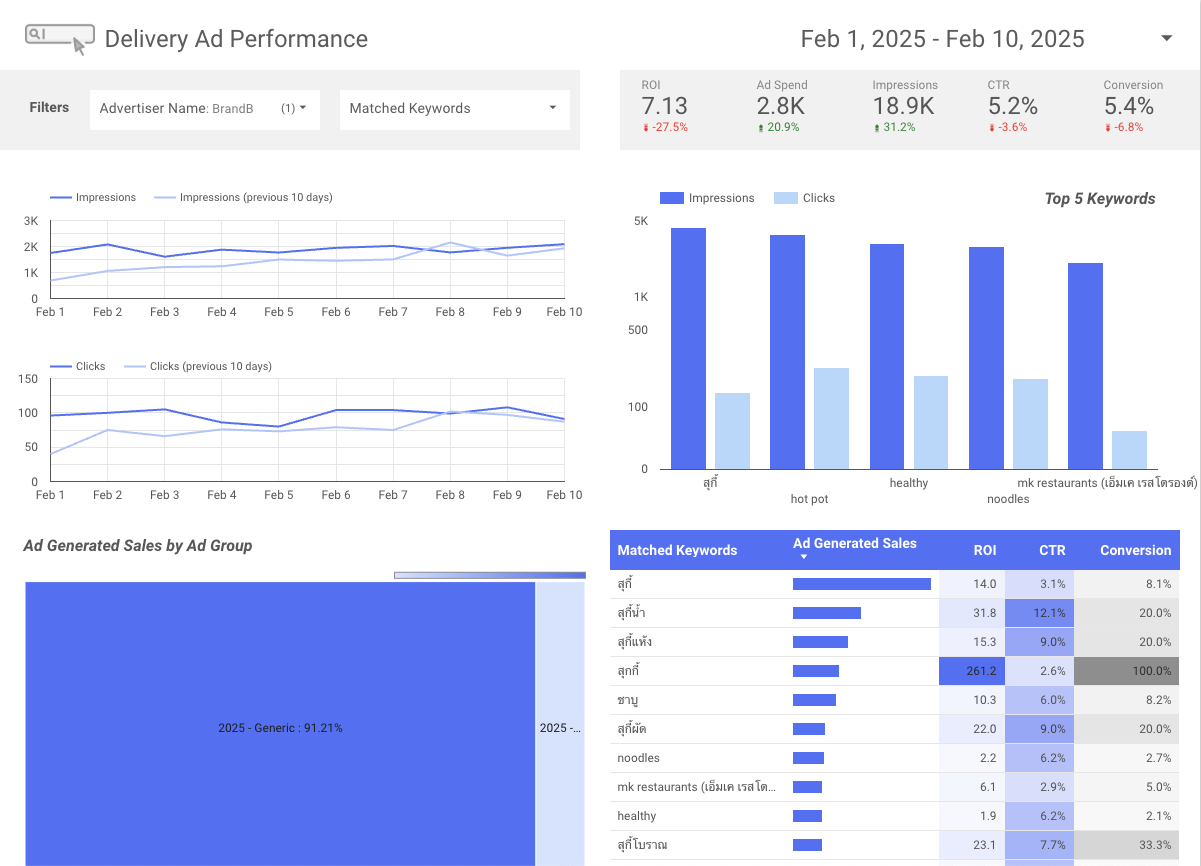 Delivery Ad Performance
Feb 1, 2025 - Feb 10, 2025
Filters
Advertiser Name: BrandB (1)
Matched Keywords
ROI
7.13
-27.5%
Ad Spend
2.8K
20.9%
Impressions
18.9K
31.2%
CTR
5.2%
-3.6%
Conversion
5.4%
-6.8%
Impressions Impressions (previous 10 days)
3K
2K
1K
0
Feb 1 Feb 2 Feb 3 Feb 4 Feb 5 Feb 6 Feb 7 Feb 8 Feb 9 Feb 10
Clicks Clicks (previous 10 days)
150
100
50
0
Feb 1 Feb 2 Feb 3 Feb 4 Feb 5 Feb 6 Feb 7 Feb 8 Feb 9 Feb 10
Impressions Clicks
Top 5 Keywords
5K
1K
500
100
0
สุกี้ healthy mk restaurants (เอ็มเค เรสโตรองต์)
hot pot noodles
Ad Generated Sales by Ad Group
2025 - Generic : 91.21%
2025 -...
Matched Keywords Ad Generated Sales ROI CTR Conversion
สุกี้ 14.0 3.1% 8.1%
สุกี้น้ำ 31.8 12.1% 20.0%
สุกี้แห้ง 15.3 9.0% 20.0%
สุกกี้ 261.2 2.6% 100.0%
ชาบู 10.3 6.0% 8.2%
สุกี้ผัด 22.0 9.0% 20.0%
noodles 2.2 6.2% 2.7%
mk restaurants (เอ็มเค เรสโต... 6.1 2.9% 5.0%
healthy 1.9 6.2% 2.1%
สุกี้โบราณ 23.1 7.7% 33.3%